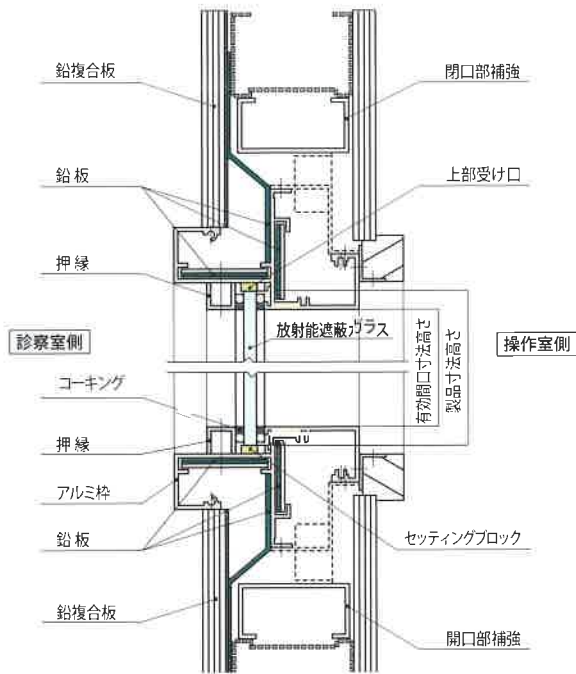 鉛複合板
閉口部補強
鉛板
上部受け口
押縁
放射能遮蔽ガラス
診察室側
操作室側
有効間口寸法高さ
製品寸法高さ
コーキング
押縁
アルミ枠
鉛板
セッティングブロック
鉛複合板
開口部補強